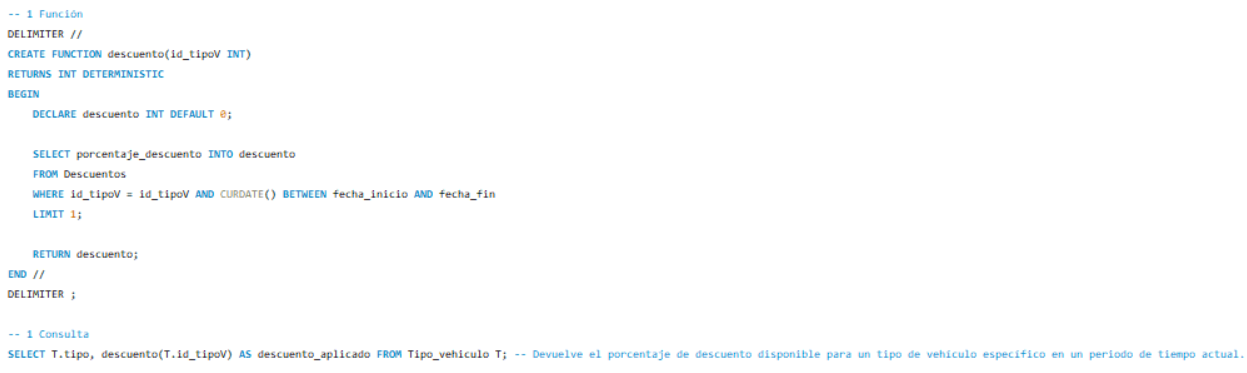 -- 1 Función
DELIMITER //
CREATE FUNCTION descuento(id_tipoV INT)
RETURNS INT DETERMINISTIC
BEGIN
    DECLARE descuento INT DEFAULT 0;
    SELECT porcentaje_descuento INTO descuento
    FROM Descuentos
    WHERE id_tipoV = id_tipoV AND CURDATE() BETWEEN fecha_inicio AND fecha_fin
    LIMIT 1;
    RETURN descuento;
END //
DELIMITER ;
-- 1 Consulta
SELECT T.tipo, descuento(T.id_tipoV) AS descuento_aplicado FROM Tipo_vehiculo T; -- Devuelve el porcentaje de descuento disponible para un tipo de vehículo específico en un periodo de tiempo actual.